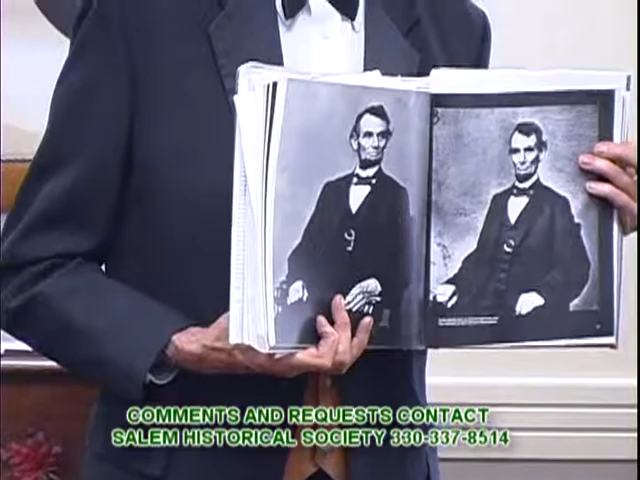 COMMENTS AND REQUESTS CONTACT
SALEM HISTORICAL SOCIETY 330-337-8514